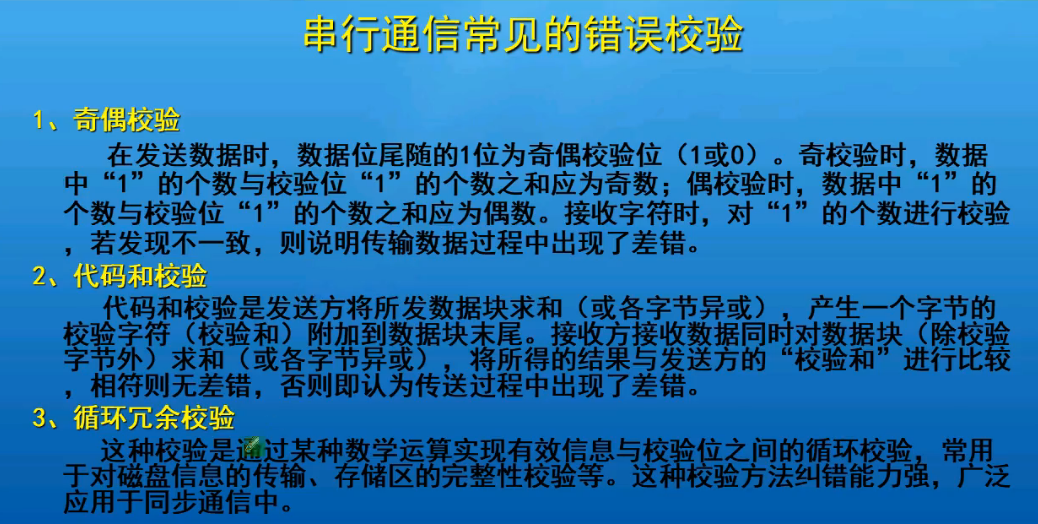 串行通信常见的错误校验
1、奇偶校验
在发送数据时，数据位尾随的1位为奇偶校验位（1或0）。奇校验时，数据
中“1”的个数与校验位“1”的个数之和应为奇数；偶校验时，数据中“1”的
个数与校验位“1”的个数之和应为偶数。接收字符时，对“1”的个数进行校验
，若发现不一致，则说明传输数据过程中出现了差错。
2、代码和校验
代码和校验是发送方将所发数据块求和（或各字节异或），产生一个字节的
校验字符（校验和）附加到数据块末尾。接收方接收数据同时对数据块（除校验
字节外）求和（或各字节异或），将所得的结果与发送方的“校验和”进行比较
，相符则无差错，否则即认为传送过程中出现了差错。
3、循环冗余校验
这种校验是通过某种数学运算实现有效信息与校验位之间的循环校验，常用
于对磁盘信息的传输、存储区的完整性校验等。这种校验方法纠错能力强，广泛
应用于同步通信中。